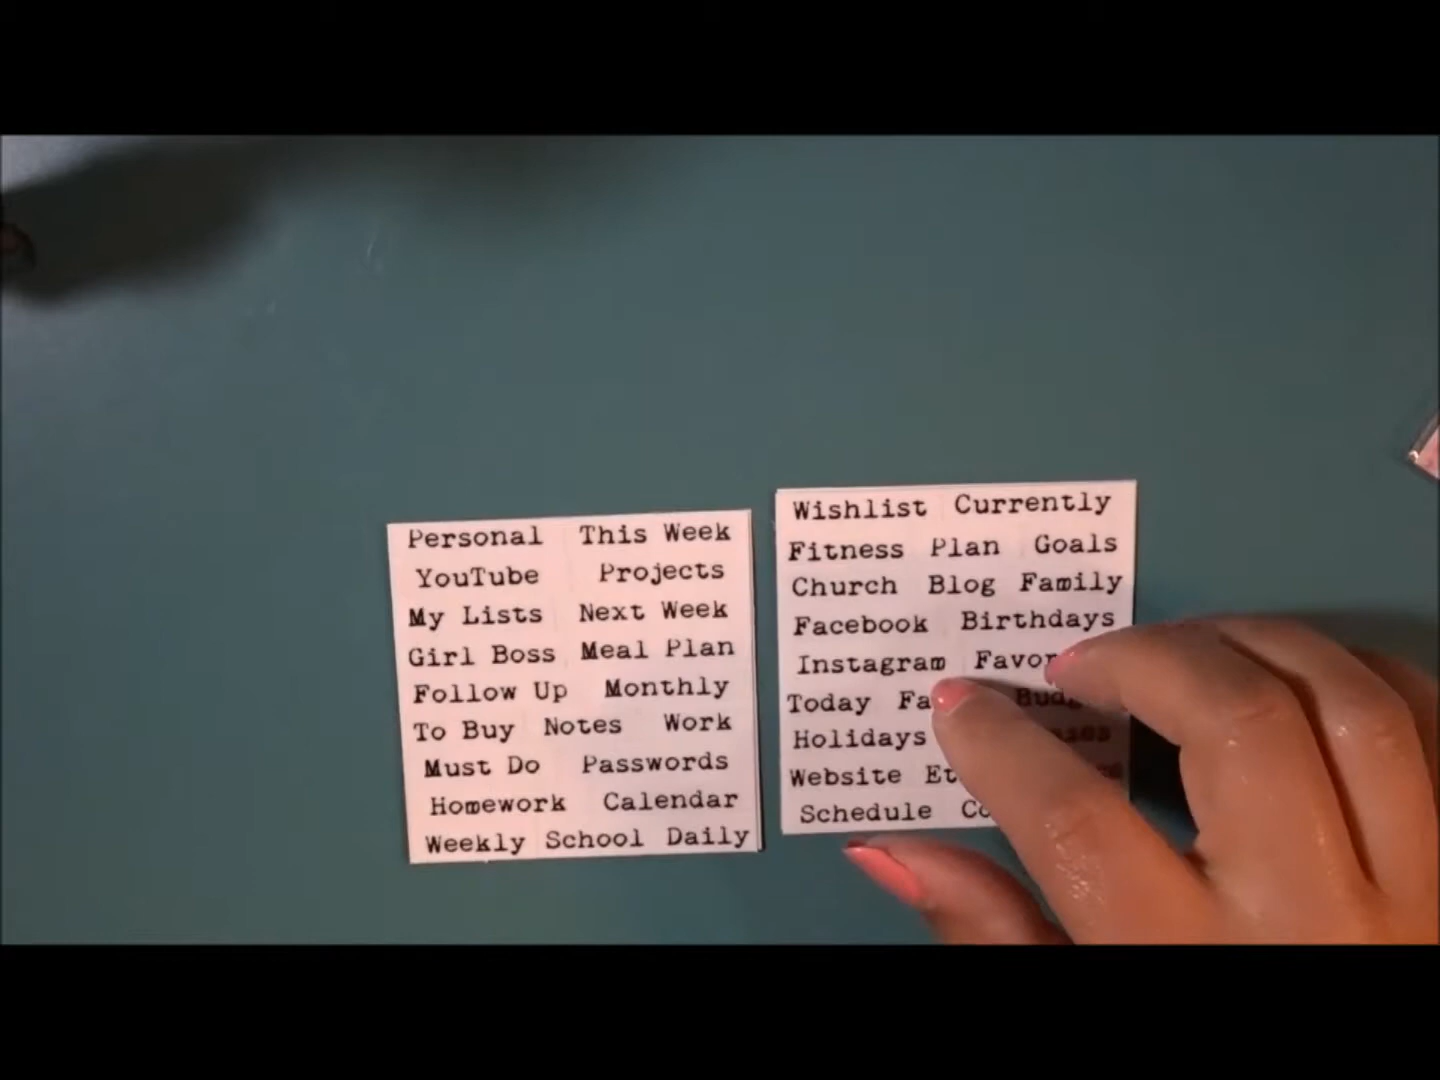 Personal This Week
YouTube Projects
My Lists Next Week
Girl Boss Meal Plan
Follow Up Monthly
To Buy Notes Work
Must Do Passwords
Homework Calendar
Weekly School Daily
Wishlist Currently
Fitness Plan Goals
Church Blog Family
Facebook Birthdays
Instagram
Today
Holidays
Website
Schedule